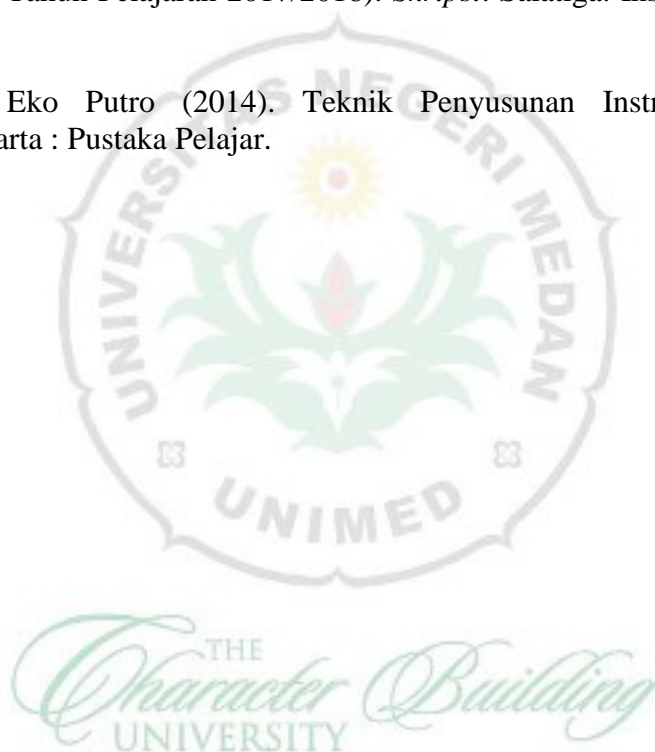 Tahun Pelajaran 2017/2018). Skripsi: Salatiga: Ins
Eko Putro (2014). Teknik Penyusunan Instr
arta : Pustaka Pelajar.
UNIVERSITAS NEGERI MEDAN
UNIMED
THE
Character Building
UNIVERSITY